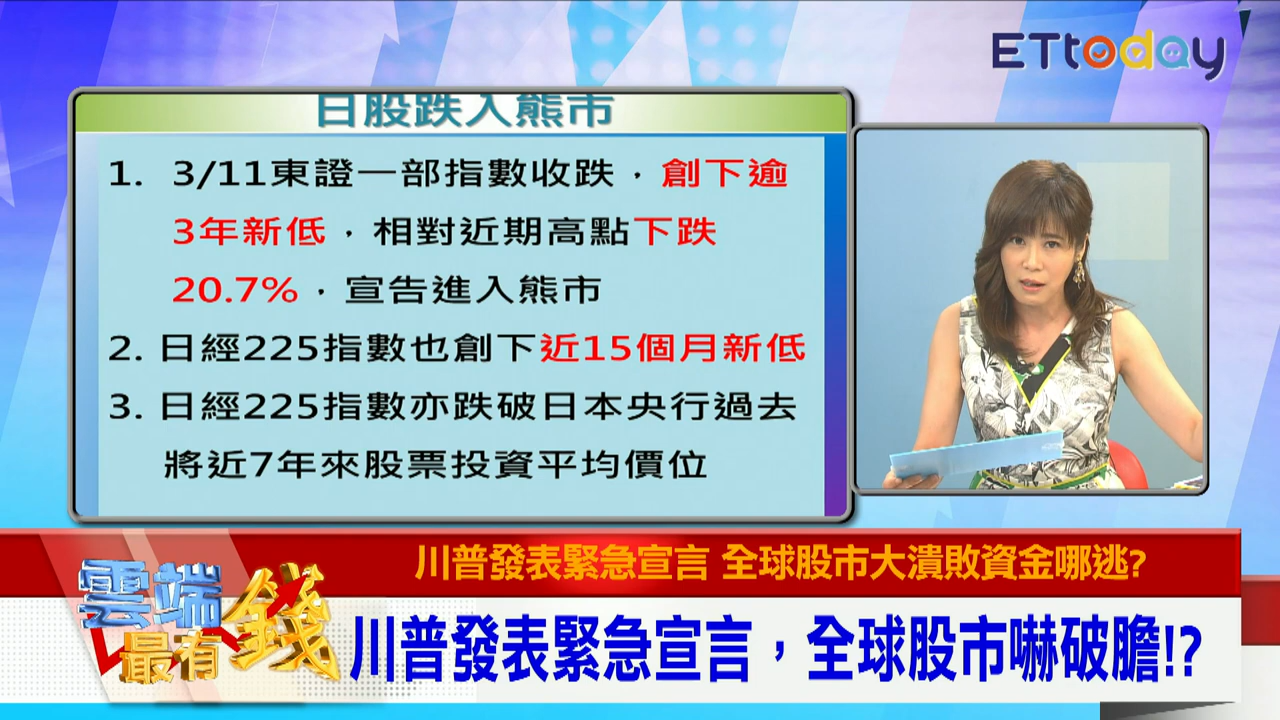 ETtoday
日股跌入熊市
1. 3/11東證一部指數收跌，創下逾
3年新低，相對近期高點下跌
20.7%，宣告進入熊市
2. 日經225指數也創下近15個月新低
3. 日經225指數亦跌破日本央行過去
將近7年來股票投資平均價位
川普發表緊急宣言 全球股市大潰敗資金哪逃?
雲端
最有錢
川普發表緊急宣言，全球股市嚇破膽!?